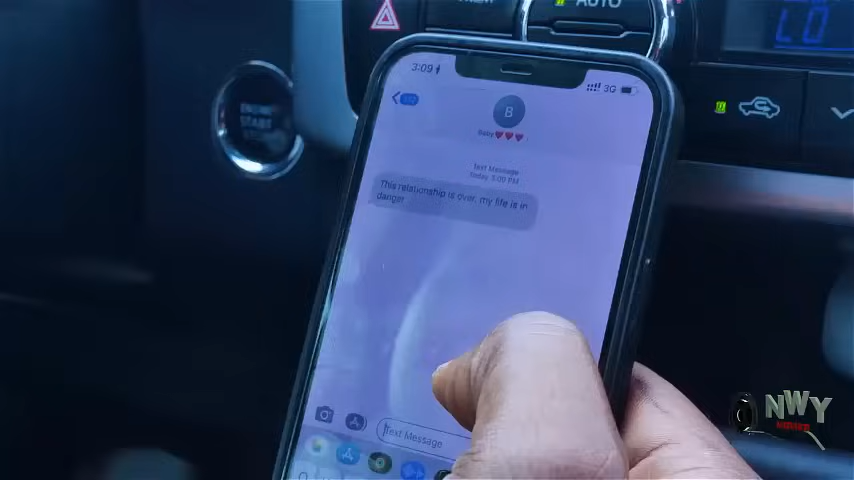 AUTO
LO
ENGINE
START
3:09
3G
B
Baby❤️❤️❤️
Text Message
Today 3:00 PM
This relationship is over, my life is in
danger
Text Message
NWY
MOVIES